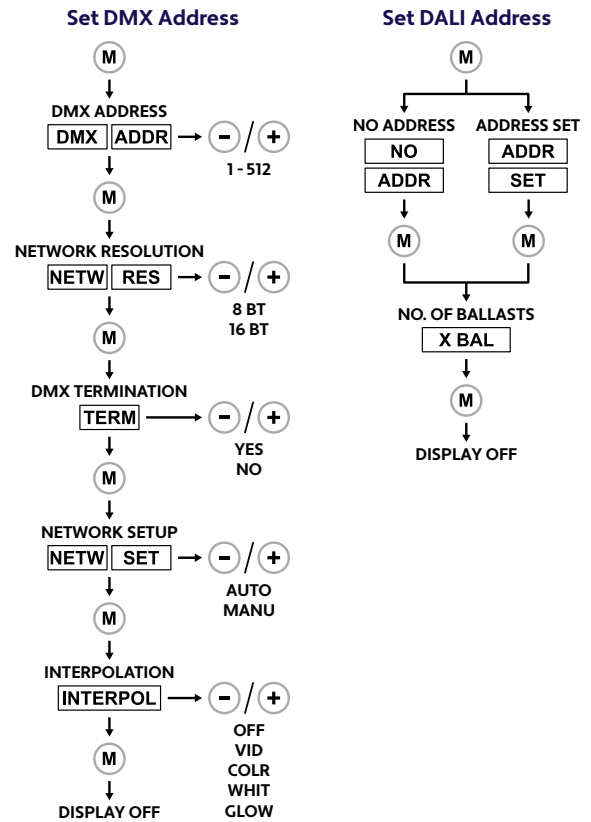 Set DMX Address
M
DMX ADDRESS
DMX ADDR - / +
1 - 512
M
NETWORK RESOLUTION
NETW RES - / +
8 BT
16 BT
M
DMX TERMINATION
TERM - / +
YES
NO
M
NETWORK SETUP
NETW SET - / +
AUTO
MANU
M
INTERPOLATION
INTERPOL - / +
OFF
VID
COLR
WHIT
GLOW
M
DISPLAY OFF
Set DALI Address
M
NO ADDRESS ADDRESS SET
NO ADDR
ADDR SET
M M
NO. OF BALLASTS
X BAL
M
DISPLAY OFF